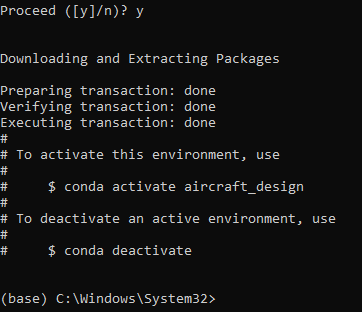 Proceed ([y]/n)? y
Downloading and Extracting Packages
Preparing transaction: done
Verifying transaction: done
Executing transaction: done
#
# To activate this environment, use
#
#     $ conda activate aircraft_design
#
# To deactivate an active environment, use
#
#     $ conda deactivate
(base) C:\Windows\System32>